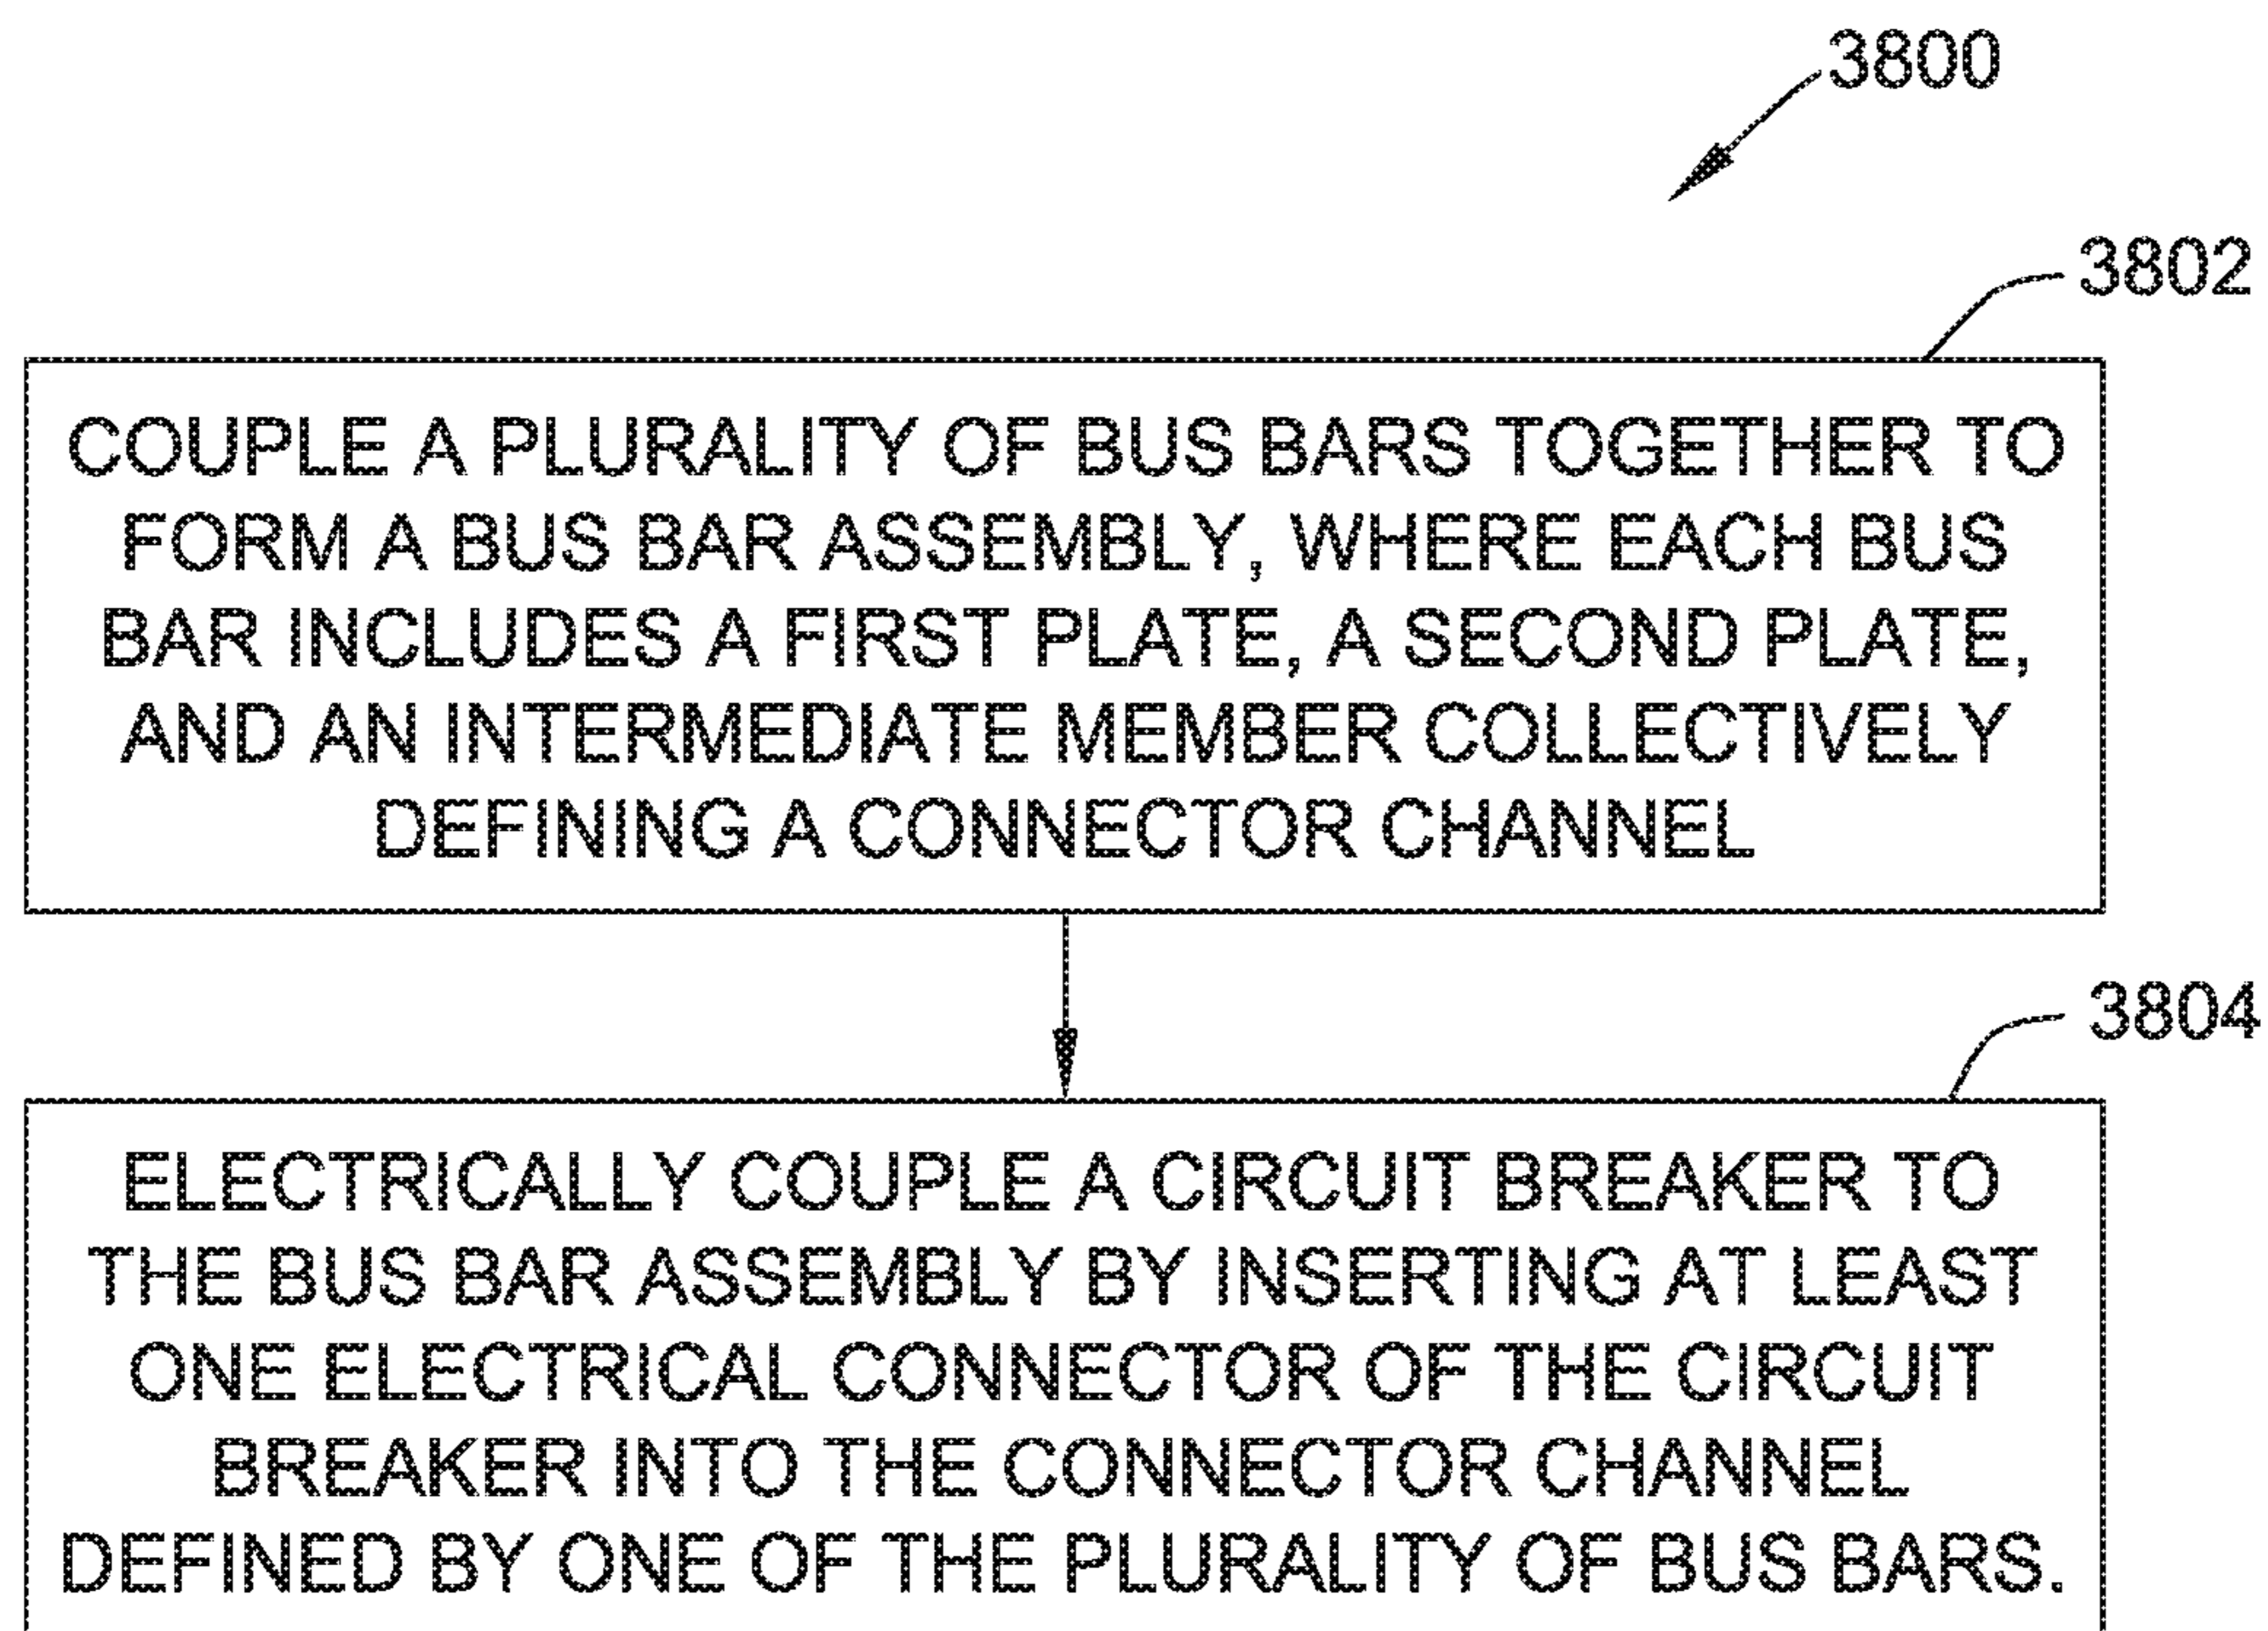 3800
3802
COUPLE A PLURALITY OF BUS BARS TOGETHER TO
FORM A BUS BAR ASSEMBLY, WHERE EACH BUS
BAR INCLUDES A FIRST PLATE, A SECOND PLATE,
AND AN INTERMEDIATE MEMBER COLLECTIVELY
DEFINING A CONNECTOR CHANNEL
3804
ELECTRICALLY COUPLE A CIRCUIT BREAKER TO
THE BUS BAR ASSEMBLY BY INSERTING AT LEAST
ONE ELECTRICAL CONNECTOR OF THE CIRCUIT
BREAKER INTO THE CONNECTOR CHANNEL
DEFINED BY ONE OF THE PLURALITY OF BUS BARS.